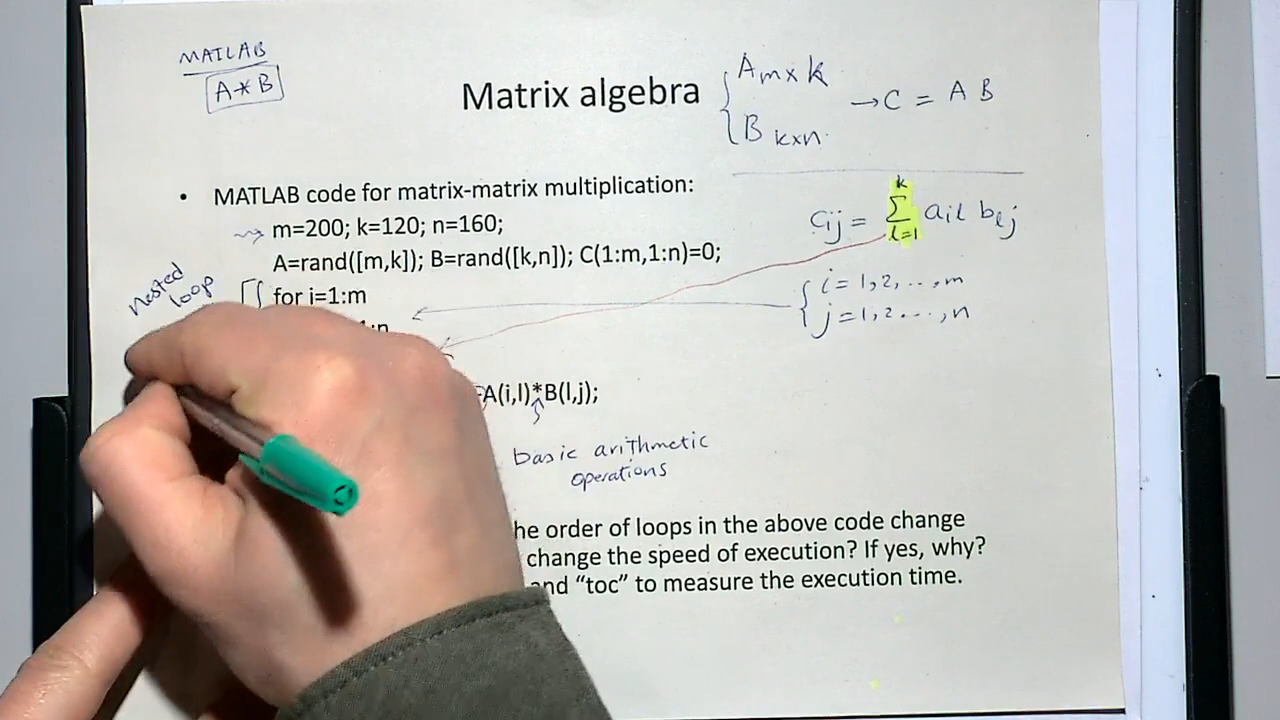 MATLAB
A*B
Matrix algebra
A m×k
B k×n
→ C = A B
• MATLAB code for matrix-matrix multiplication:
m=200; k=120; n=160;
A=rand([m,k]); B=rand([k,n]); C(1:m,1:n)=0;
cij = k Σ l=1 ail blj
nested
loop
for i=1:m
i = 1,2,...,m
j = 1,2...,n
1:n
A(i,l)*B(l,j);
basic arithmetic
operations
he order of loops in the above code change
change the speed of execution? If yes, why?
and “toc” to measure the execution time.